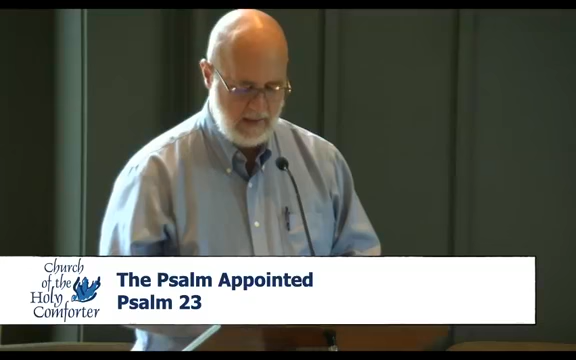 Church
of the
Holy
Comforter
The Psalm Appointed
Psalm 23